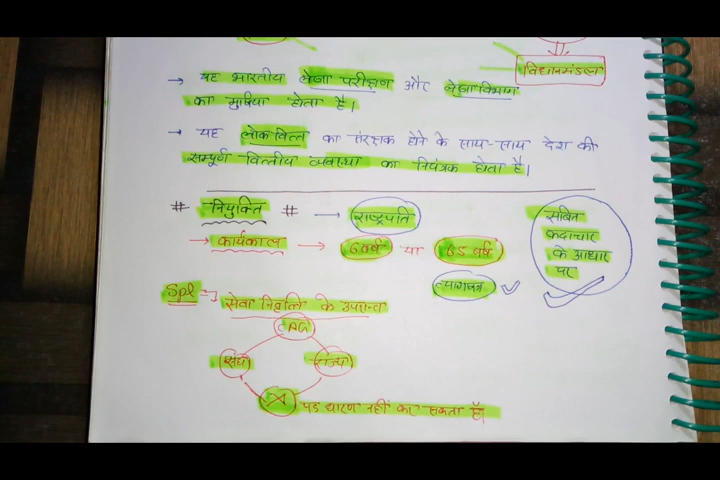 विधानमंडल
→ यह भारतीय लेखा परीक्षण और लेखा विभाग
का मुखिया होता है।
→ यह लोकवित्त का संरक्षक होने के साथ-साथ देश की
सम्पूर्ण वित्तीय व्यवस्था का नियंत्रक होता है।
# नियुक्ति # → राष्ट्रपति
→ कार्यकाल → 6 वर्ष या 65 वर्ष
साबित
कदाचार
के आधार
पर
त्यागपत्र
Spl ⇒ सेवा निवृत्ति के उपरान्त
CAG
संघ राज्य
पद धारण नहीं कर सकता है।